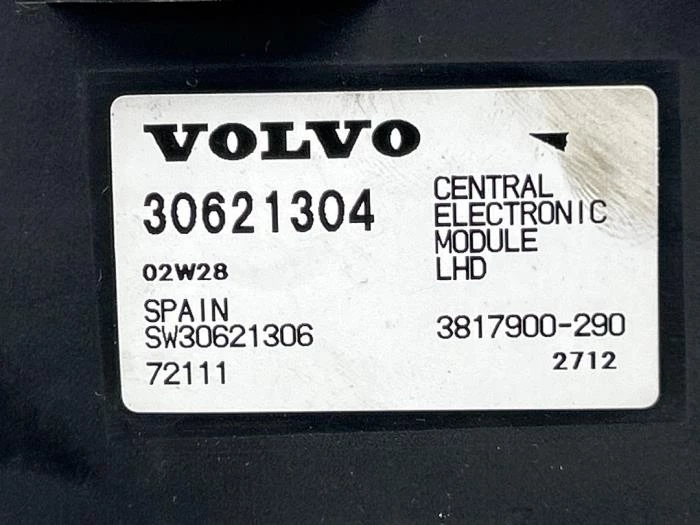 VOLVO
30621304
02W28
SPAIN
SW30621306
72111
CENTRAL
ELECTRONIC
MODULE
LHD
3817900-290
2712